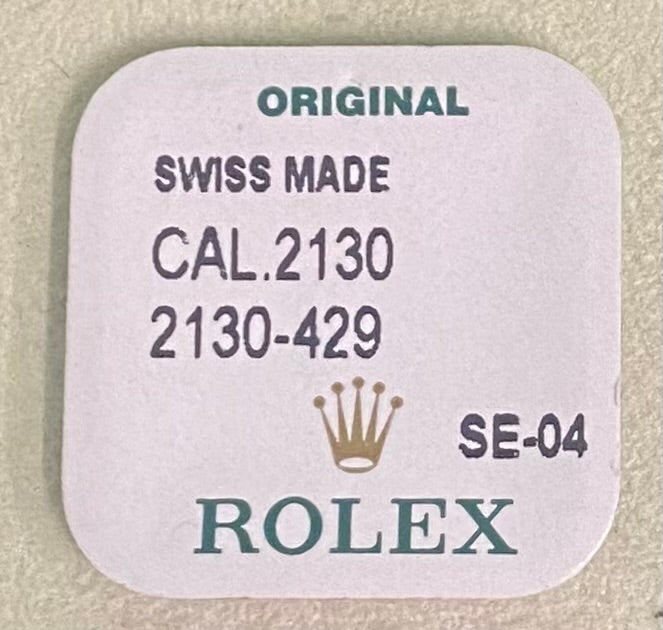 ORIGINAL
SWISS MADE
CAL.2130
2130-429
SE-04
ROLEX